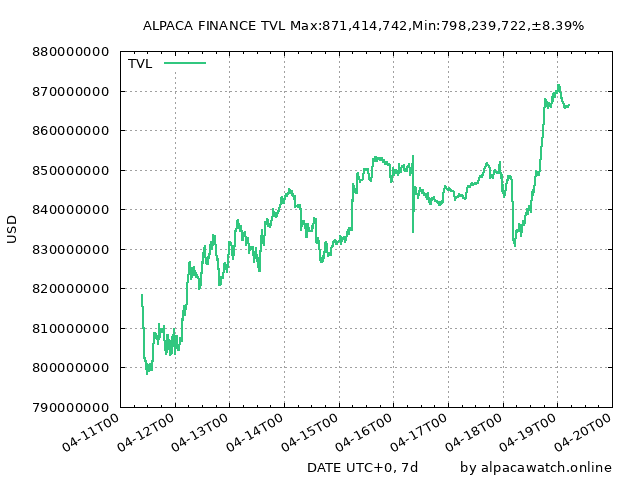 ALPACA FINANCE TVL Max:871,414,742,Min:798,239,722,±8.39%
TVL
880000000
870000000
860000000
850000000
840000000
830000000
820000000
810000000
800000000
790000000
USD
04-11T00
04-12T00
04-13T00
04-14T00
04-15T00
04-16T00
04-17T00
04-18T00
04-19T00
04-20T00
DATE UTC+0, 7d
by alpacawatch.online